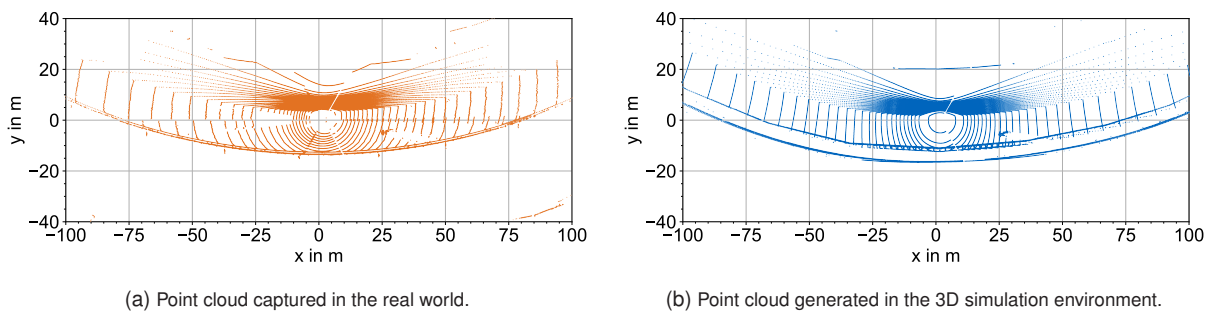 40
20
0
−20
−40
y in m
−100 −75 −50 −25 0 25 50 75 100
x in m
(a) Point cloud captured in the real world.
40
20
0
−20
−40
y in m
−100 −75 −50 −25 0 25 50 75 100
x in m
(b) Point cloud generated in the 3D simulation environment.